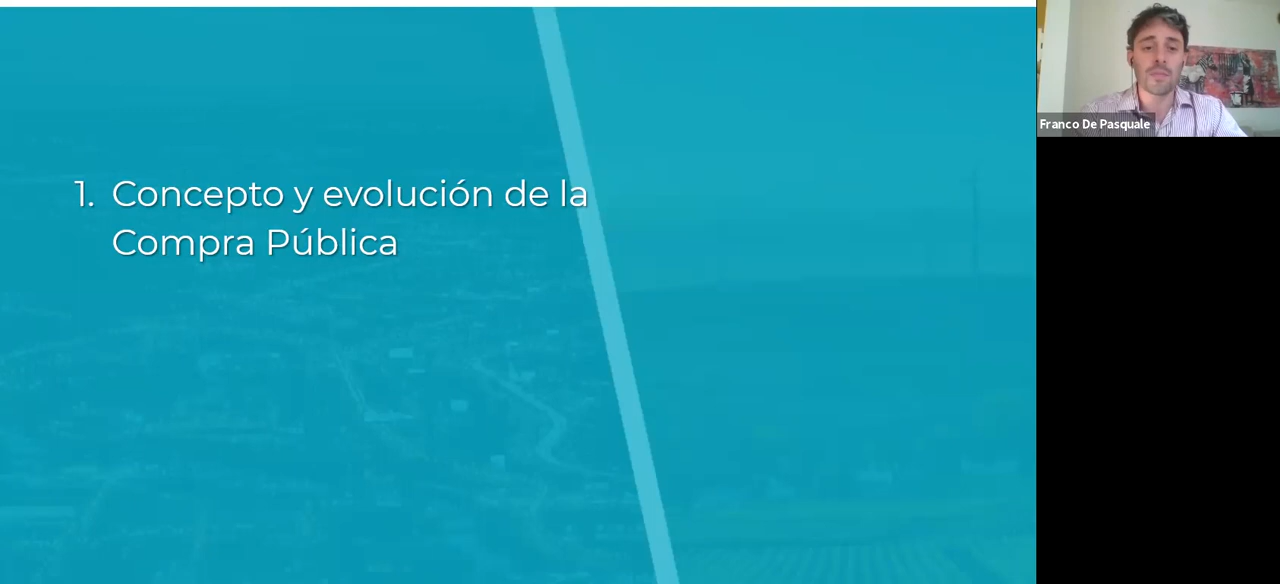 1. Concepto y evolución de la
Compra Pública
Franco De Pasquale